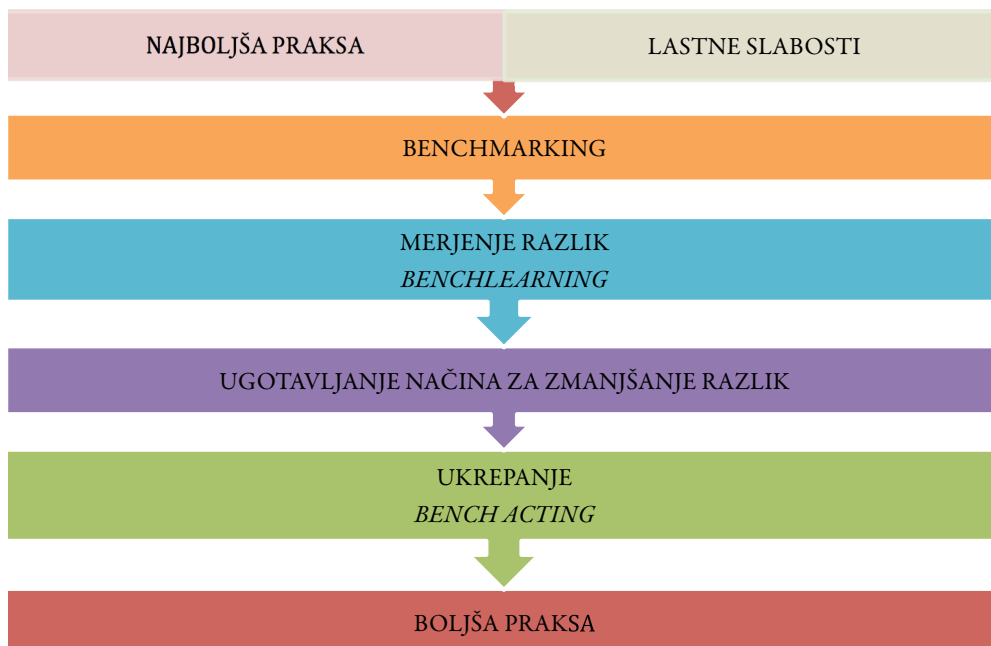 NAJBOLJŠA PRAKSA
LASTNE SLABOSTI
BENCHMARKING
MERJENJE RAZLIK
BENCHLEARNING
UGOTAVLJANJE NAČINA ZA ZMANJŠANJE RAZLIK
UKREPANJE
BENCH ACTING
BOLJŠA PRAKSA